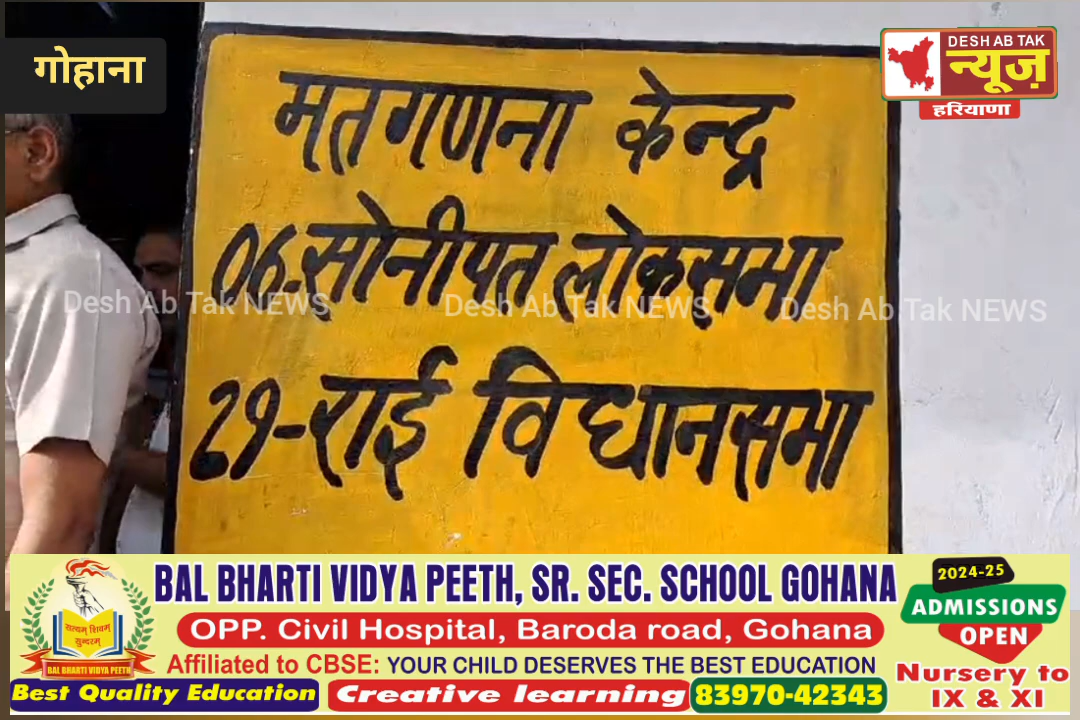 गोहाना
DESH AB TAK
न्यूज़
हरियाणा
मतगणना केन्द्र
06.सोनीपत लोकसभा
Desh Ab Tak NEWS Desh Ab Tak NEWS Desh Ab Tak NEWS
29-राई विधानसभा
BAL BHARTI VIDYA PEETH, SR. SEC. SCHOOL GOHANA
OPP. Civil Hospital, Baroda road, Gohana
Affiliated to CBSE: YOUR CHILD DESERVES THE BEST EDUCATION
Best Quality Education Creative learning 83970-42343
सत्यम् शिवम्
सुन्दरम्
BAL BHARTI VIDYA PEETH
2024-25
ADMISSIONS
OPEN
Nursery to
IX & XI